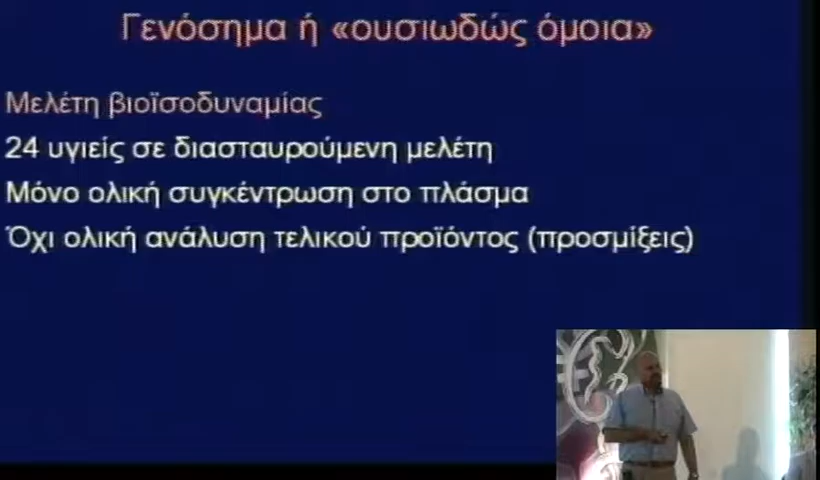 Γενόσημα ή «ουσιωδώς όμοια»
Μελέτη βιοϊσοδυναμίας
24 υγιείς σε διασταυρούμενη μελέτη
Μόνο ολική συγκέντρωση στο πλάσμα
Όχι ολική ανάλυση τελικού προϊόντος (προσμίξεις)